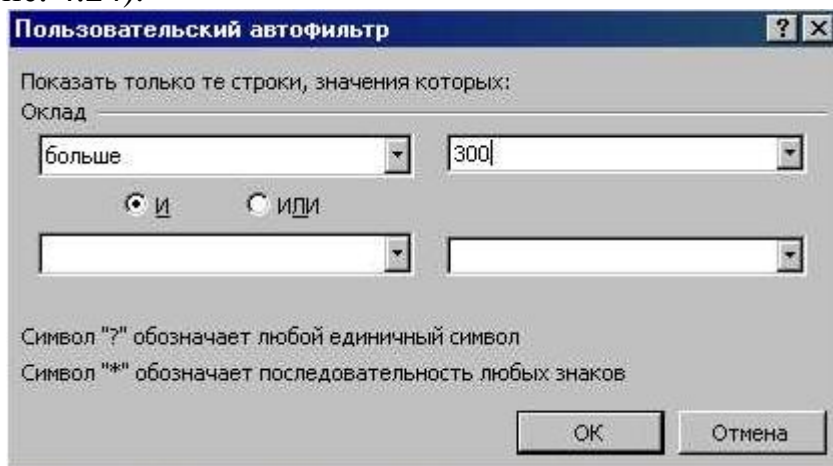 Пользовательский автофильтр
Показать только те строки, значения которых:
Оклад
больше 300
И ИЛИ
Символ "?" обозначает любой единичный символ
Символ "*" обозначает последовательность любых знаков
ОК Отмена